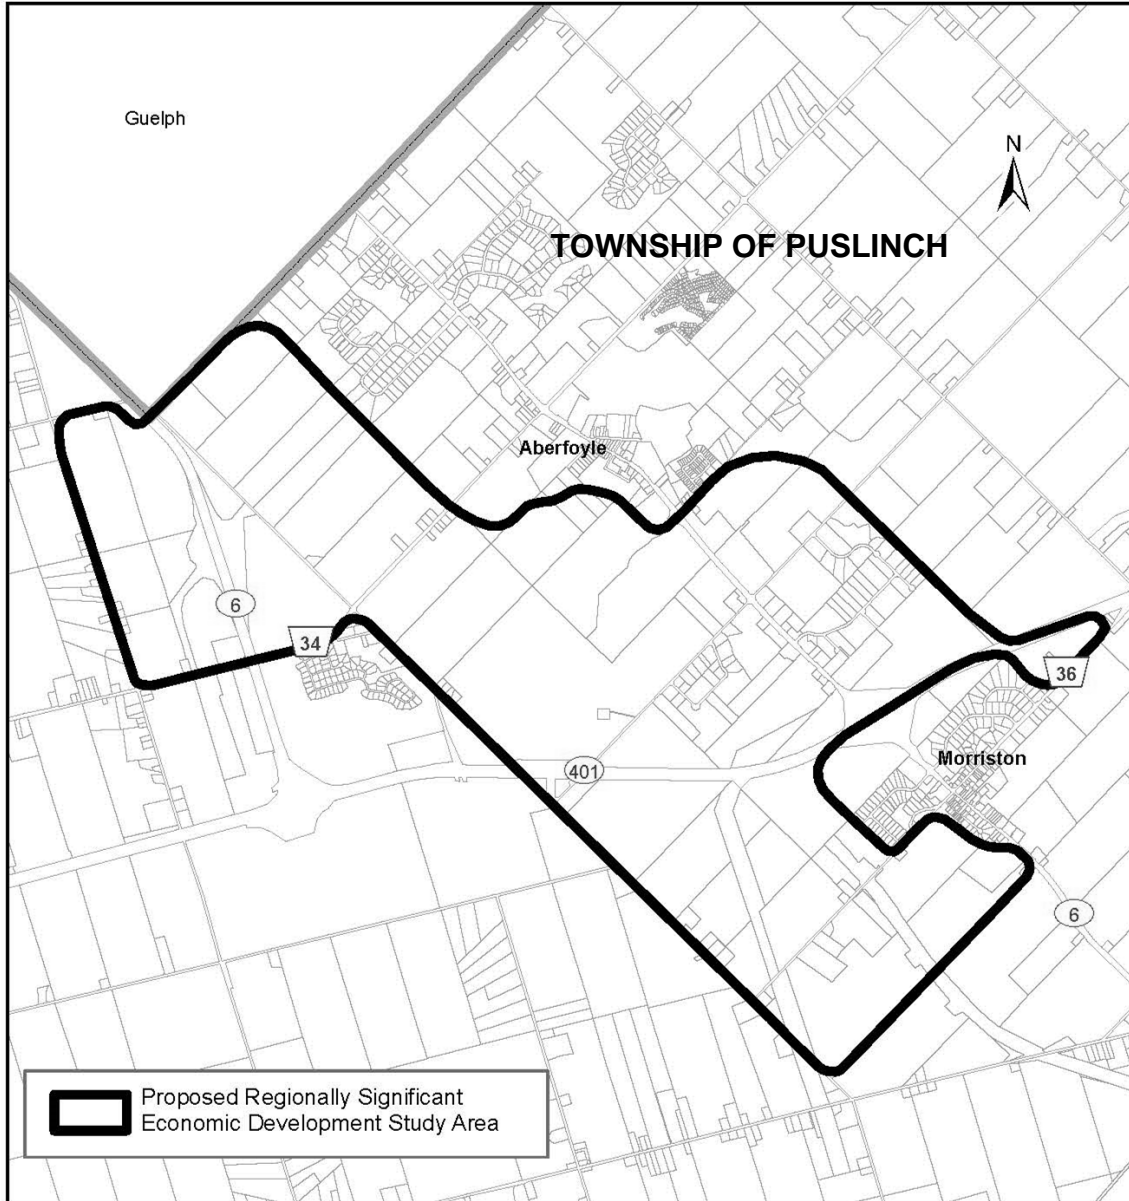 Guelph
N
TOWNSHIP OF PUSLINCH
Aberfoyle
6
34
36
401
Morriston
6
Proposed Regionally Significant
Economic Development Study Area